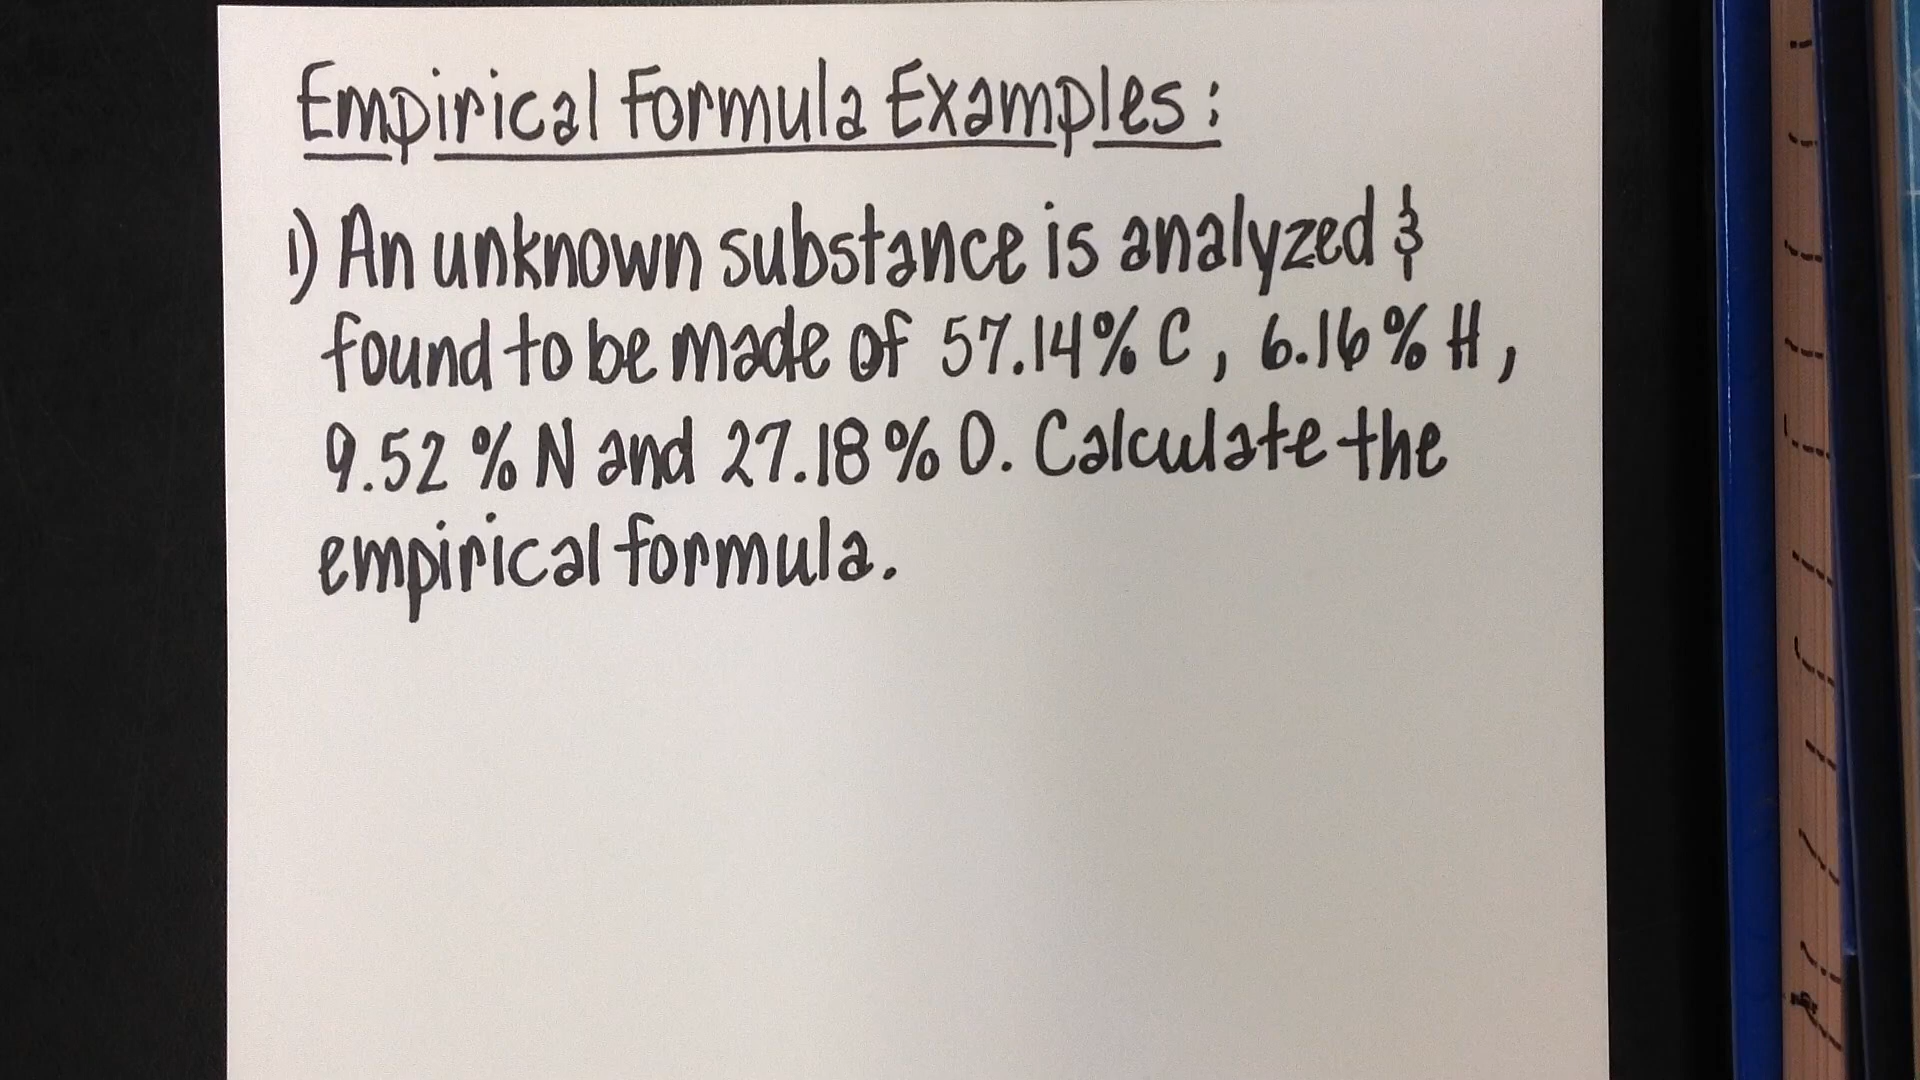 Empirical Formula Examples:
1) An unknown substance is analyzed &
found to be made of 57.14% C, 6.16% H,
9.52% N and 27.18% O. Calculate the
empirical formula.